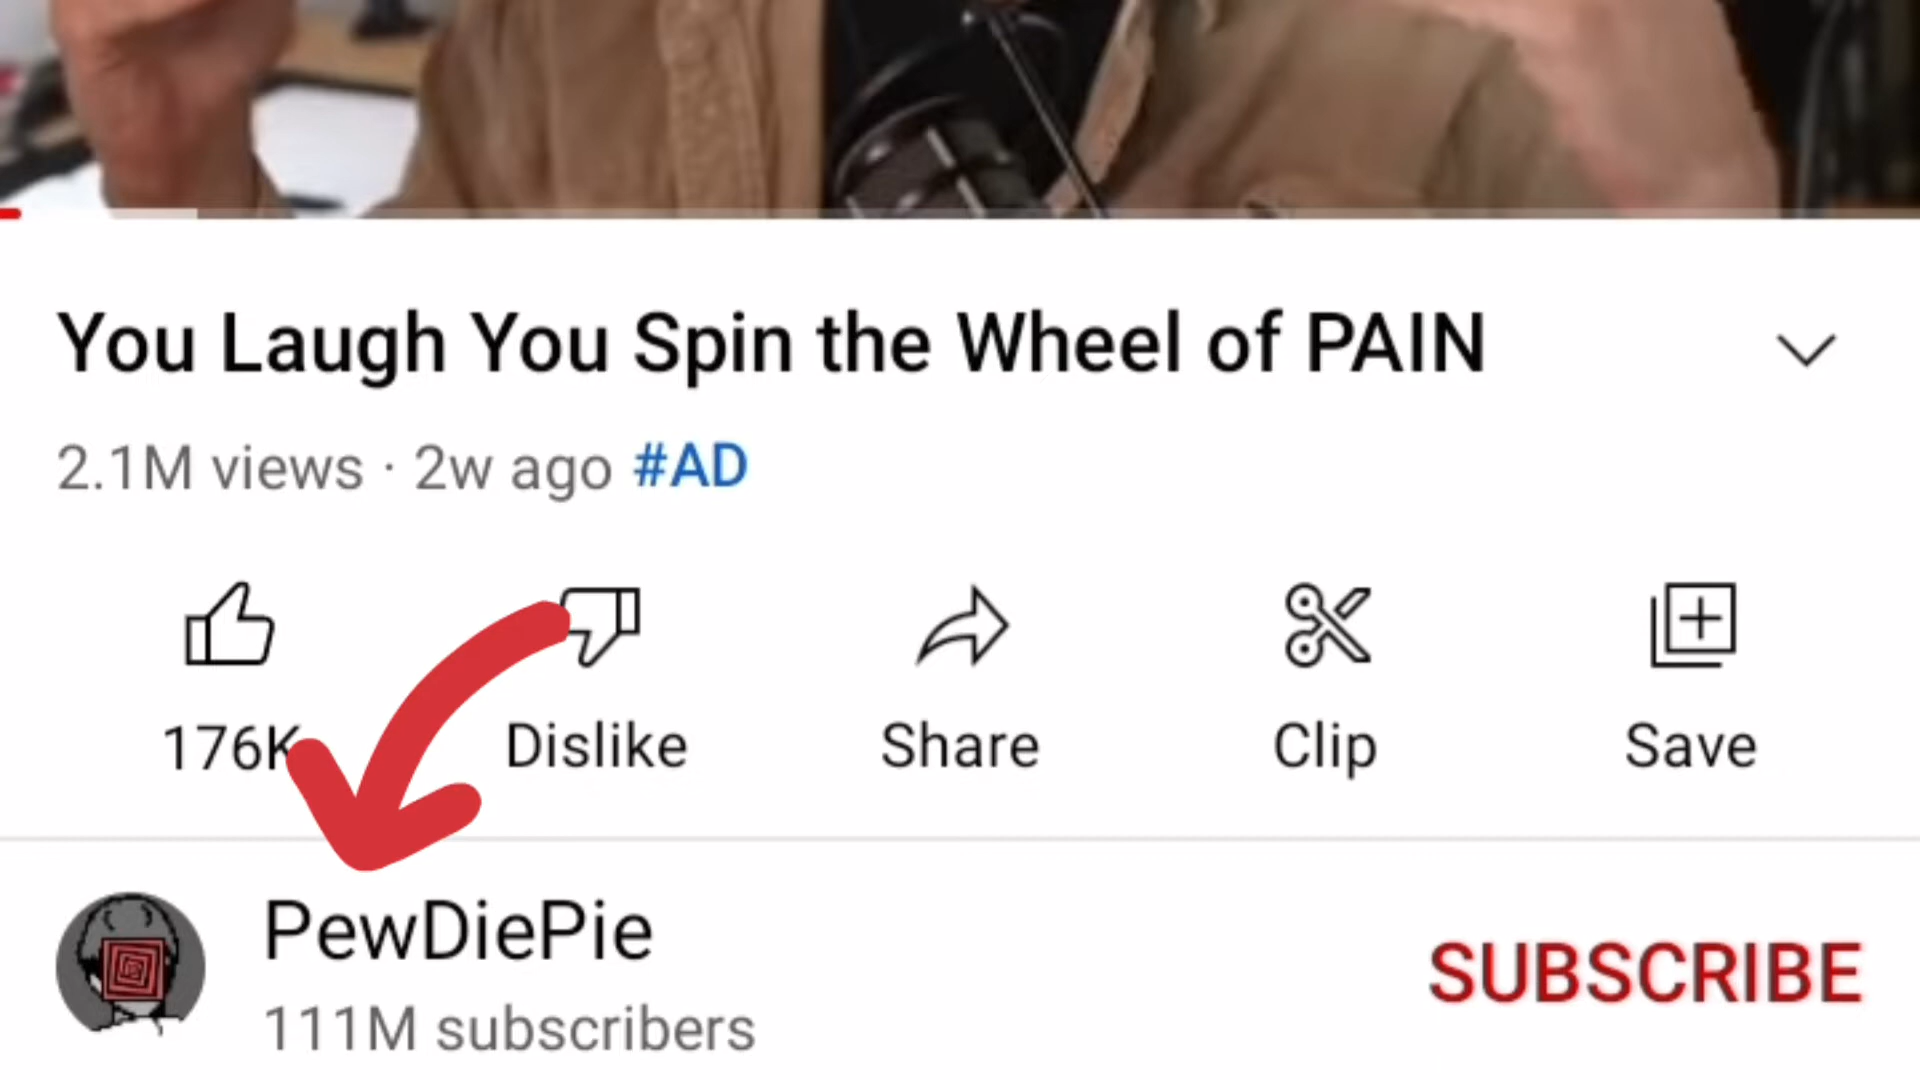 You Laugh You Spin the Wheel of PAIN
2.1M views · 2w ago #AD
176K Dislike Share Clip Save
PewDiePie
111M subscribers
SUBSCRIBE